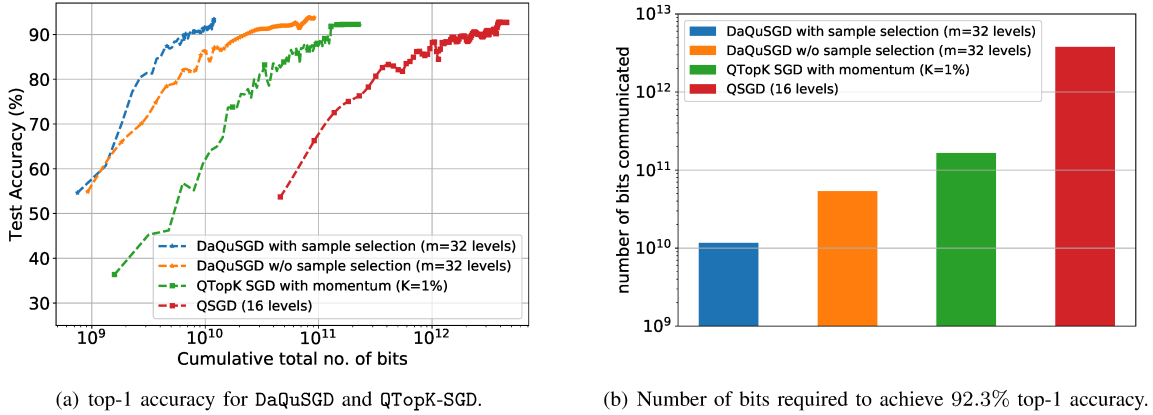 90
80
70
60
50
40
30
Test Accuracy (%)
DaQuSGD with sample selection (m=32 levels)
DaQuSGD w/o sample selection (m=32 levels)
QTopK SGD with momentum (K=1%)
QSGD (16 levels)
10⁹ 10¹⁰ 10¹¹ 10¹²
Cumulative total no. of bits
(a) top-1 accuracy for DaQuSGD and QTopK-SGD.
10¹³
10¹²
10¹¹
10¹⁰
10⁹
number of bits communicated
DaQuSGD with sample selection (m=32 levels)
DaQuSGD w/o sample selection (m=32 levels)
QTopK SGD with momentum (K=1%)
QSGD (16 levels)
(b) Number of bits required to achieve 92.3% top-1 accuracy.